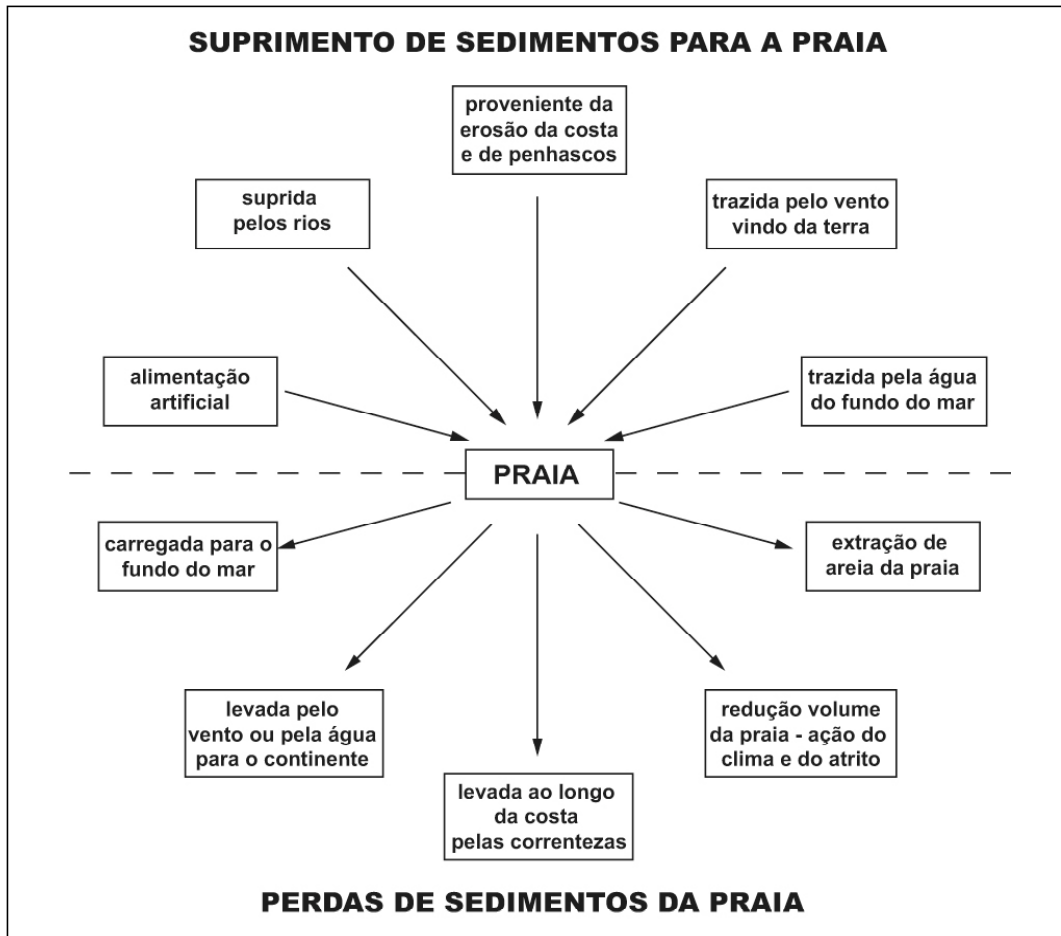 SUPRIMENTO DE SEDIMENTOS PARA A PRAIA
proveniente da
erosão da costa
e de penhascos
suprida
pelos rios
trazida pelo vento
vindo da terra
alimentação
artificial
trazida pela água
do fundo do mar
PRAIA
carregada para o
fundo do mar
extração de
areia da praia
levada pelo
vento ou pela água
para o continente
redução volume
da praia - ação do
clima e do atrito
levada ao longo
da costa
pelas correntezas
PERDAS DE SEDIMENTOS DA PRAIA